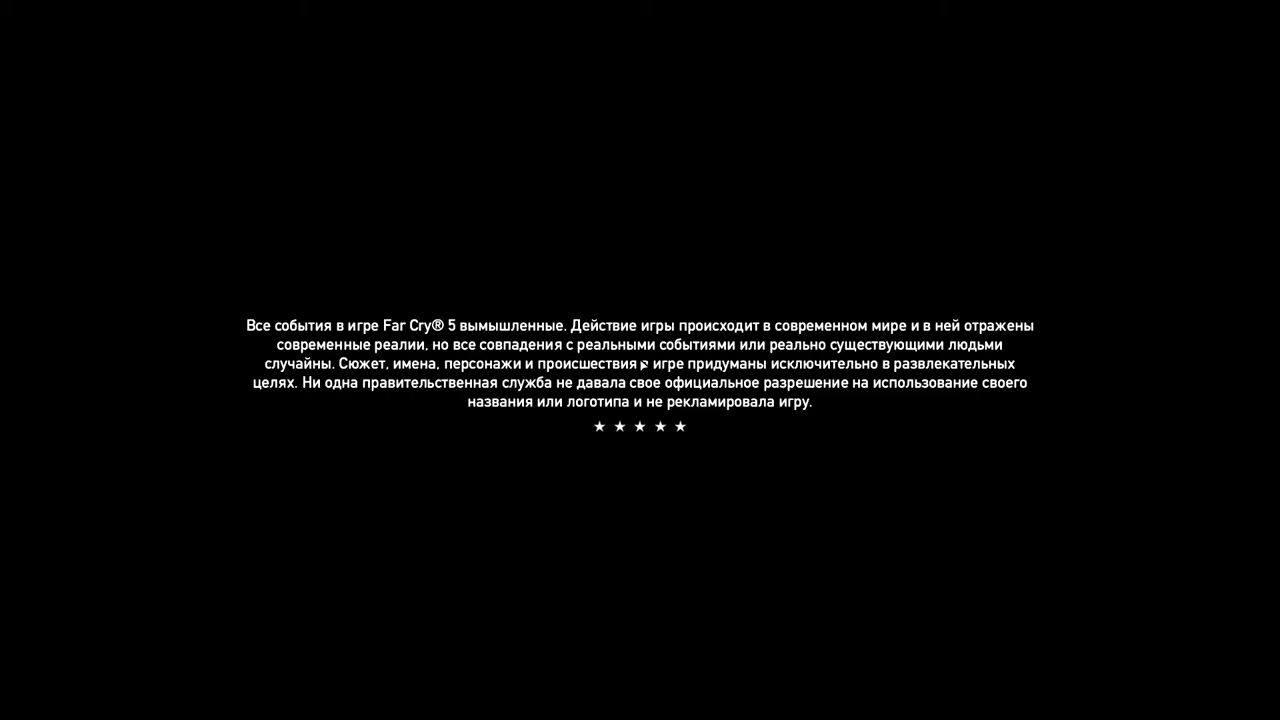 Все события в игре Far Cry® 5 вымышленные. Действие игры происходит в современном мире и в ней отражены
современные реалии, но все совпадения с реальными событиями или реально существующими людьми
случайны. Сюжет, имена, персонажи и происшествия игре придуманы исключительно в развлекательных
целях. Ни одна правительственная служба не давала свое официальное разрешение на использование своего
названия или логотипа и не рекламировала игру.
★ ★ ★ ★ ★